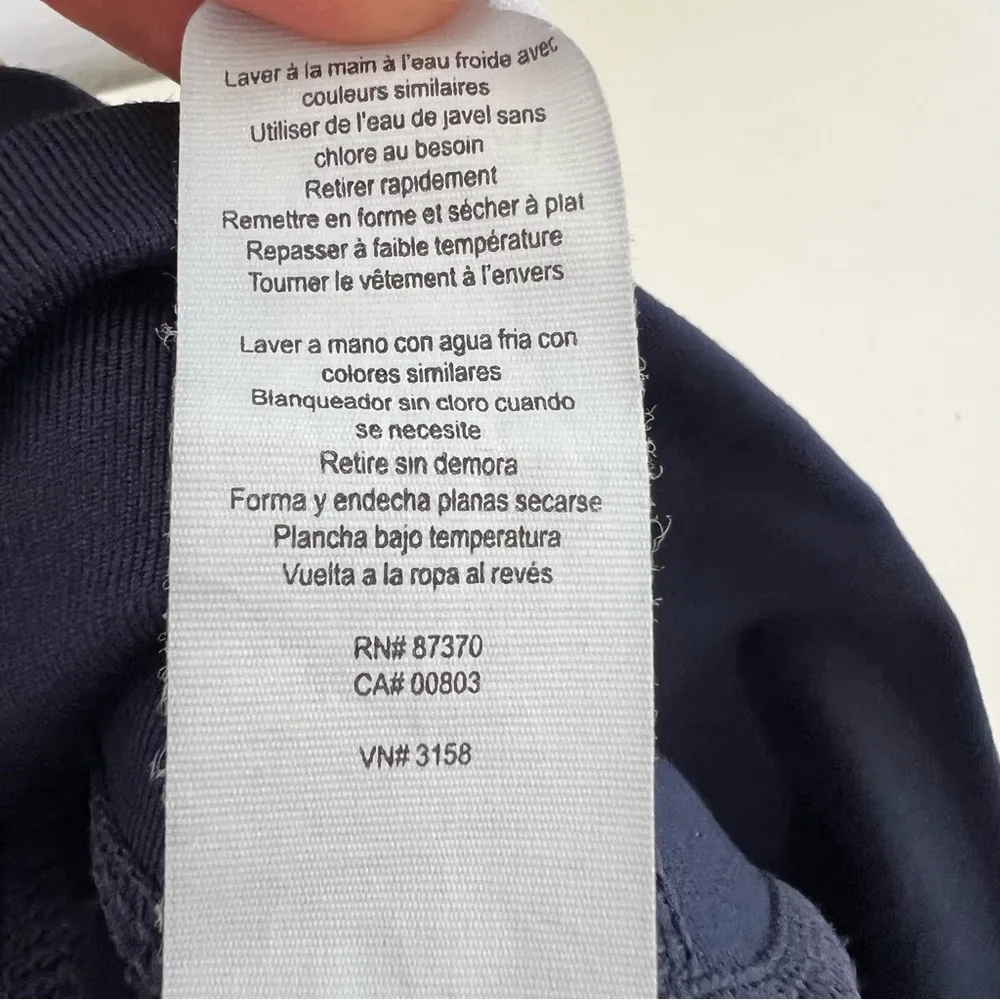 Laver à la main à l'eau froide avec
couleurs similaires
Utiliser de l'eau de javel sans
chlore au besoin
Retirer rapidement
Remettre en forme et sécher à plat
Repasser à faible température
Tourner le vêtement à l'envers
Laver a mano con agua fria con
colores similares
Blanqueador sin cloro cuando
se necesite
Retire sin demora
Forma y endecha planas secarse
Plancha bajo temperatura
Vuelta a la ropa al revés
RN# 87370
CA# 00803
VN# 3158